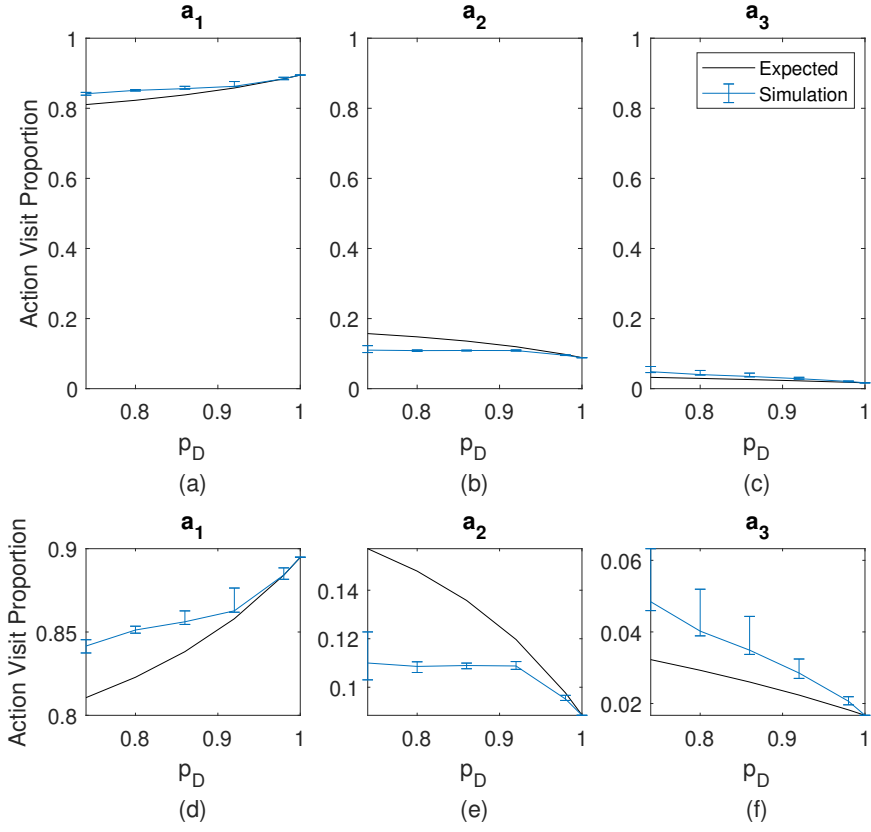 a1 a2 a3
Action Visit Proportion
1 1 1
0.8 0.8 0.8
0.6 0.6 0.6
0.4 0.4 0.4
0.2 0.2 0.2
0 0 0
Expected
Simulation
0.8 0.9 1 0.8 0.9 1 0.8 0.9 1
pD pD pD
(a) (b) (c)
a1 a2 a3
Action Visit Proportion
0.9 0.14 0.06
0.85 0.12 0.04
0.8 0.1 0.02
0.8 0.9 1 0.8 0.9 1 0.8 0.9 1
pD pD pD
(d) (e) (f)